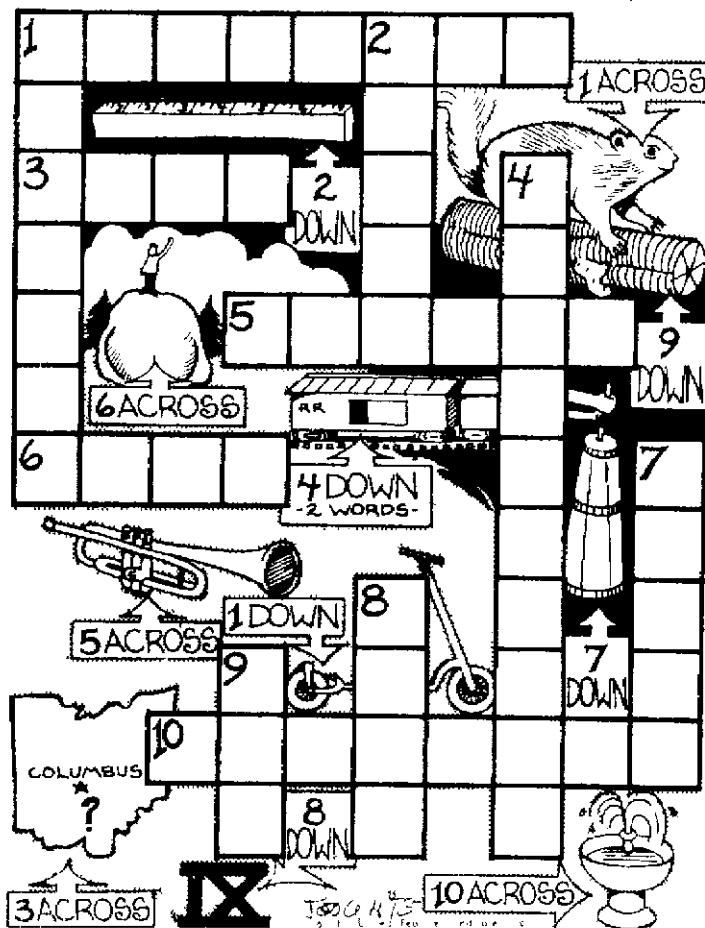 1 2
1 ACROSS
3 2 DOWN 4
5
9 DOWN
6 ACROSS
RR
6 7
4 DOWN
-2 WORDS-
1 DOWN 8
5 ACROSS
9 7 DOWN
10
COLUMBUS
?
8 DOWN
3 ACROSS IX 10 ACROSS